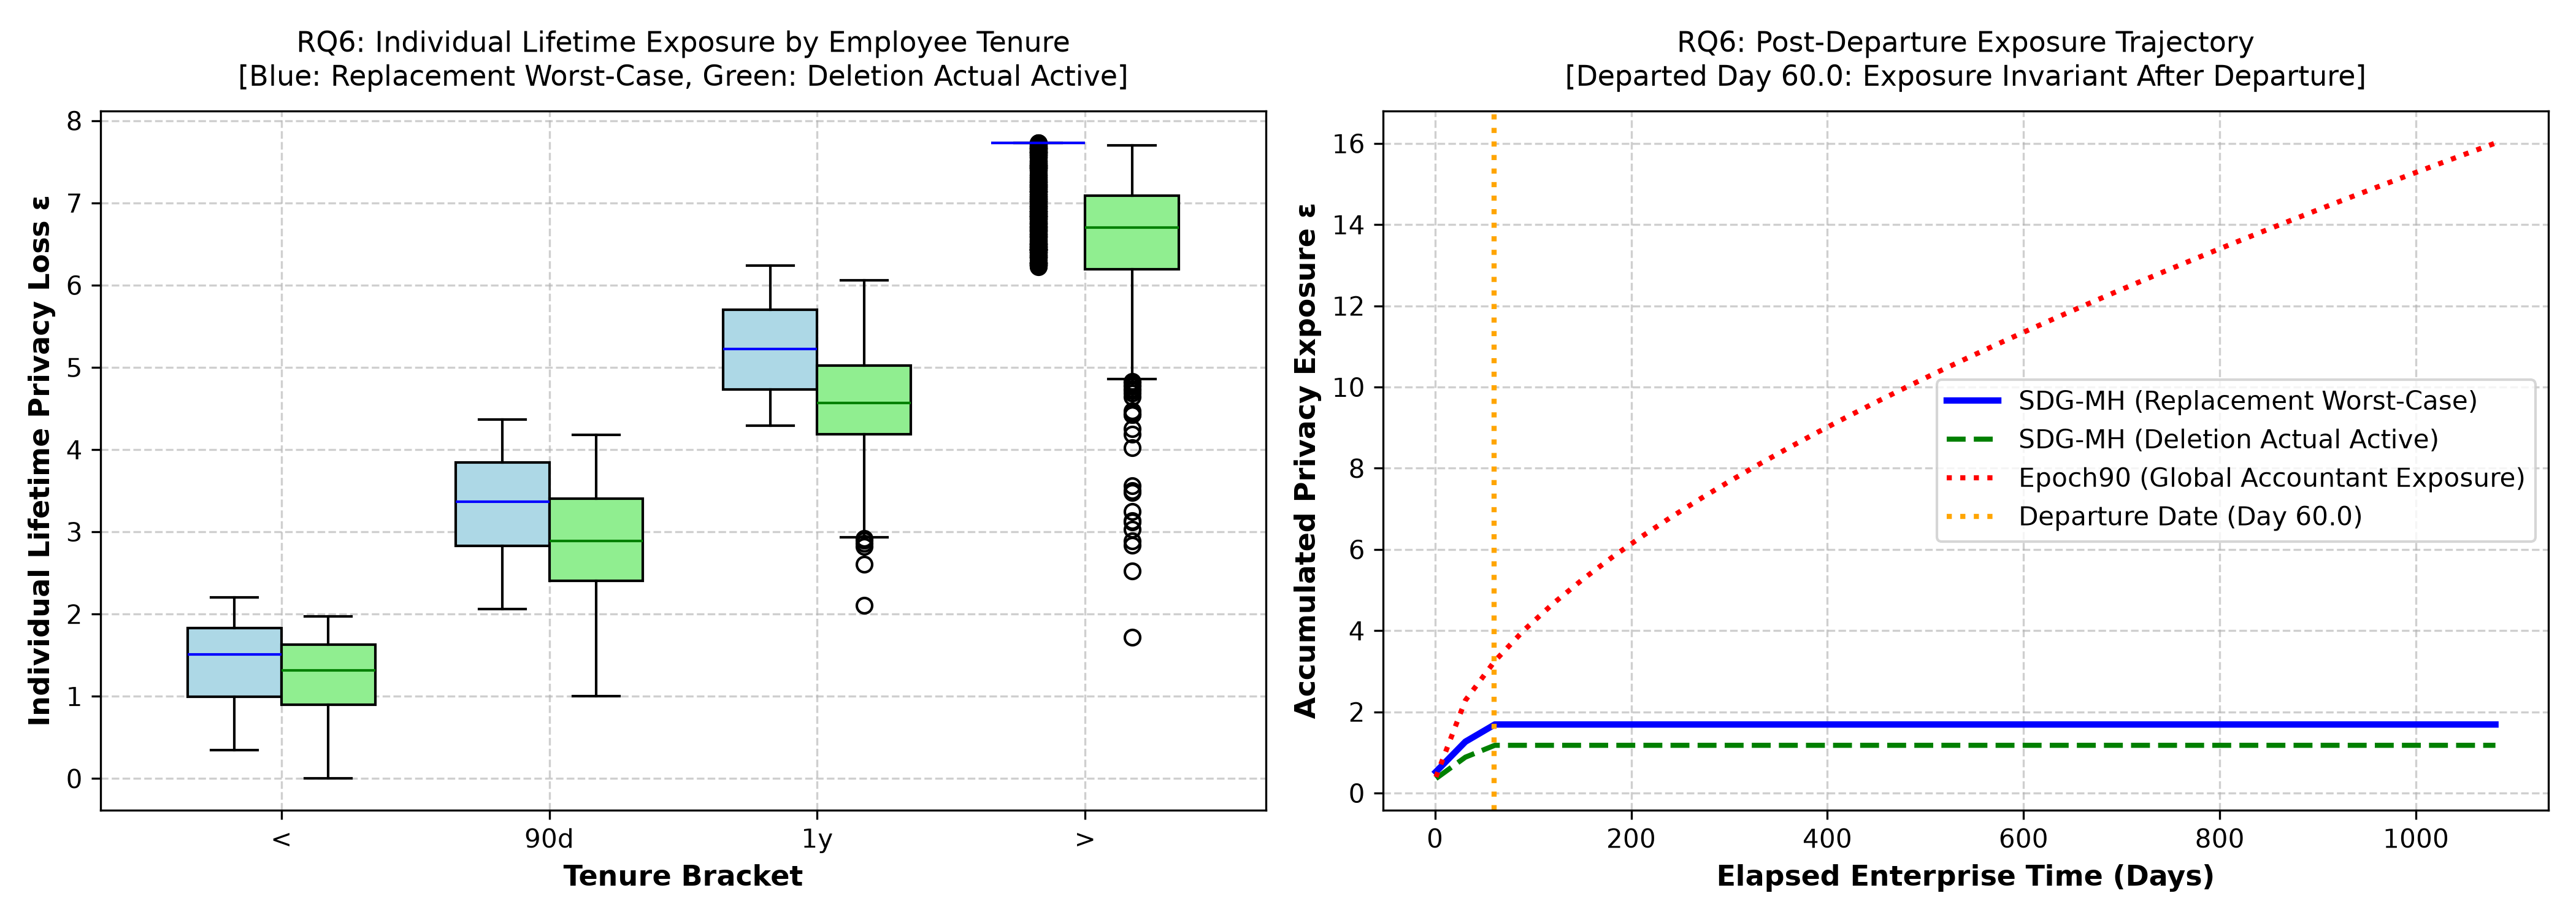 RQ6: Individual Lifetime Exposure by Employee Tenure
[Blue: Replacement Worst-Case, Green: Deletion Actual Active]
Individual Lifetime Privacy Loss ε
8
7
6
5
4
3
2
1
0
<
90d
1y
>
Tenure Bracket
RQ6: Post-Departure Exposure Trajectory
[Departed Day 60.0: Exposure Invariant After Departure]
Accumulated Privacy Exposure ε
16
14
12
10
8
6
4
2
0
SDG-MH (Replacement Worst-Case)
SDG-MH (Deletion Actual Active)
Epoch90 (Global Accountant Exposure)
Departure Date (Day 60.0)
0
200
400
600
800
1000
Elapsed Enterprise Time (Days)